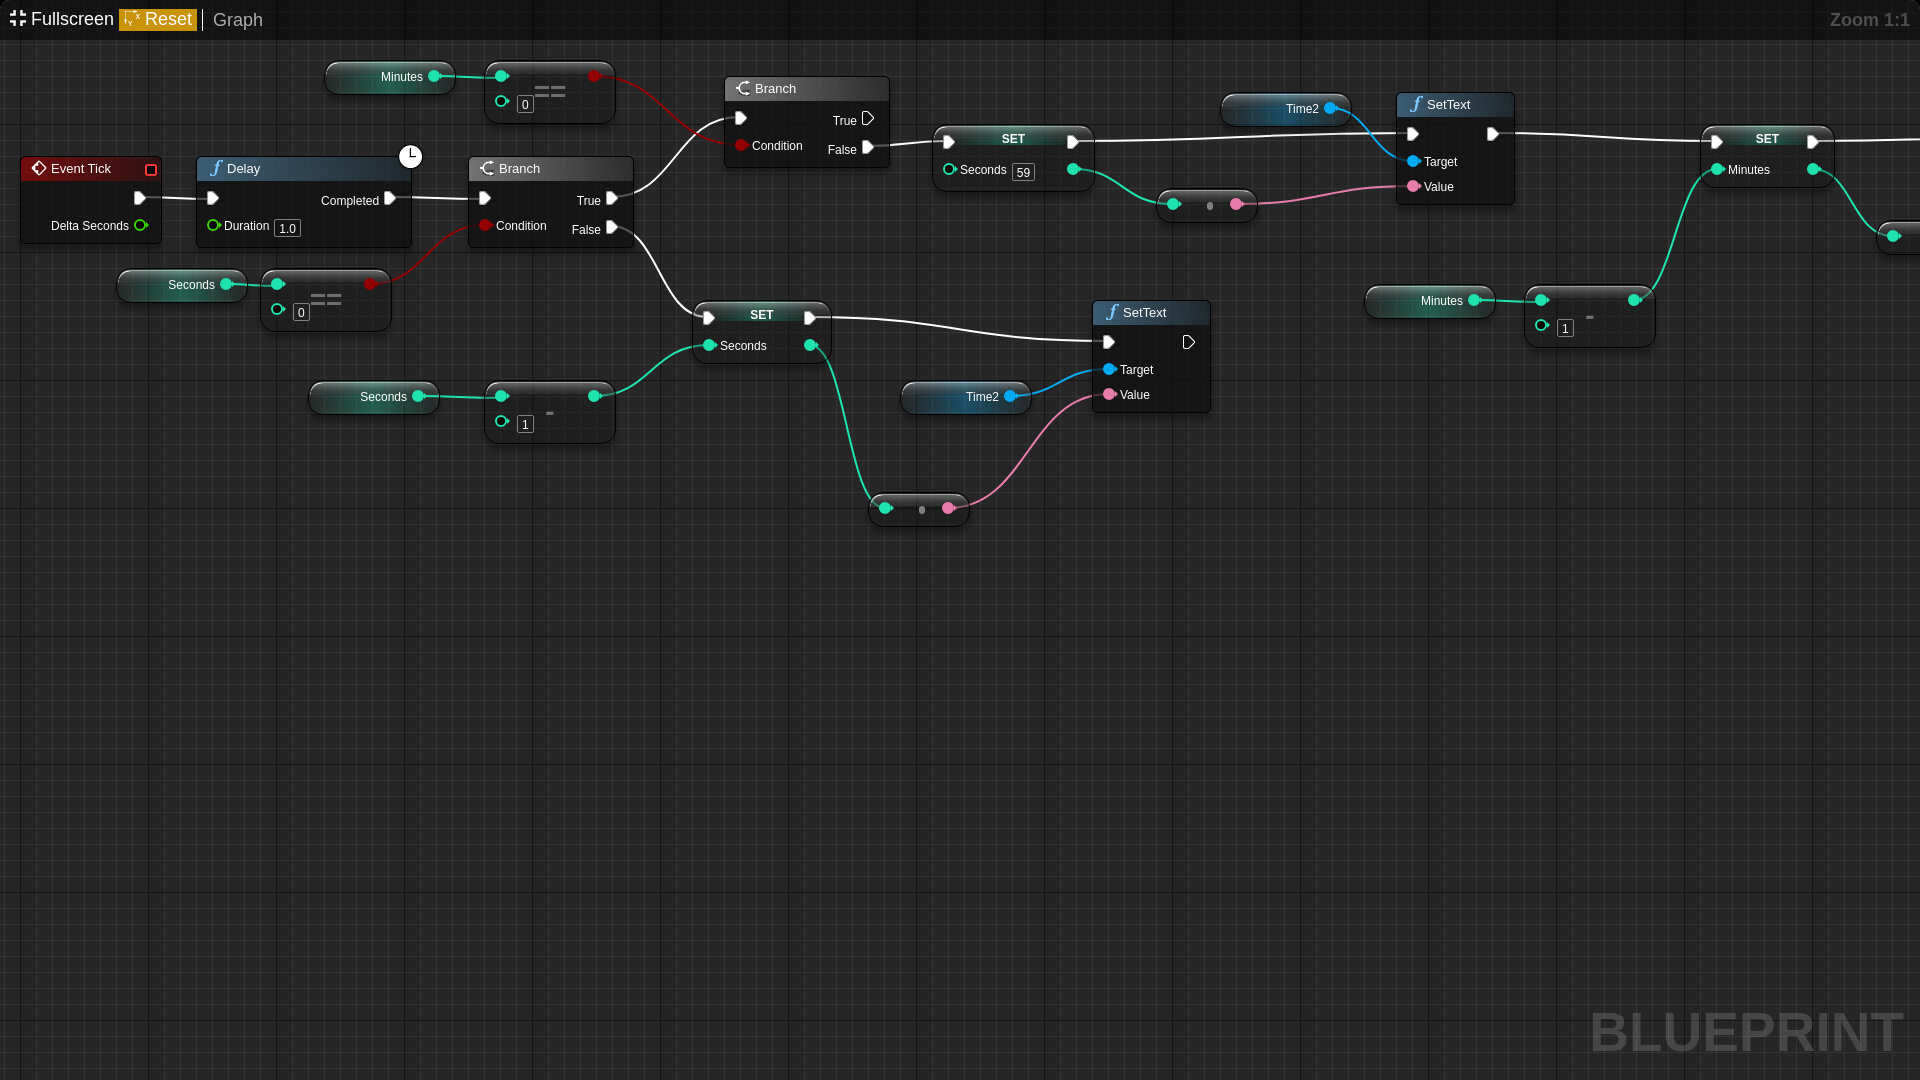 Fullscreen Reset Graph Zoom 1:1
Minutes
0
==
Branch
True
Condition
False
SET
Seconds 59
Time2
SetText
Target
Value
SET
Minutes
Event Tick
Delta Seconds
Delay
Completed
Duration 1.0
Branch
True
Condition
False
Seconds
0
==
SET
Seconds
SetText
Target
Value
Minutes
1
-
Seconds
1
-
Time2
BLUEPRINT